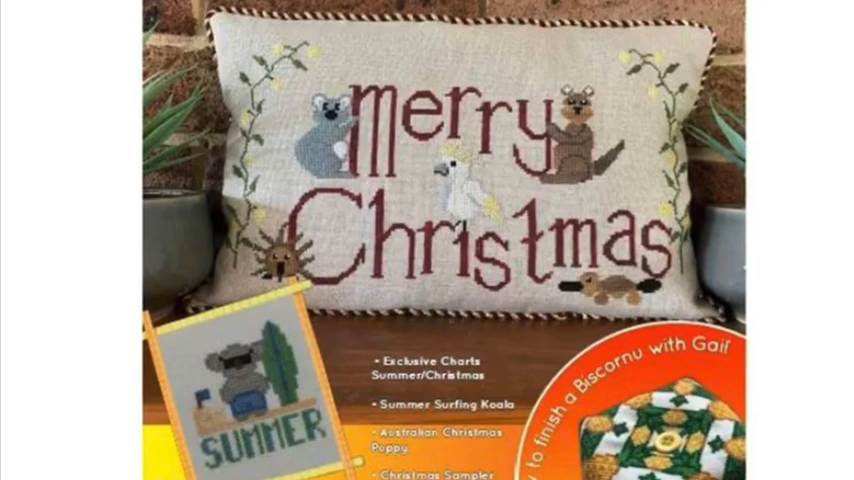 Merry
Christmas
SUMMER
• Exclusive Charts
Summer/Christmas
• Summer Surfing Koala
• Australian Christmas
Poppy
• Christmas Sampler
to finish a Biscornu with Gail